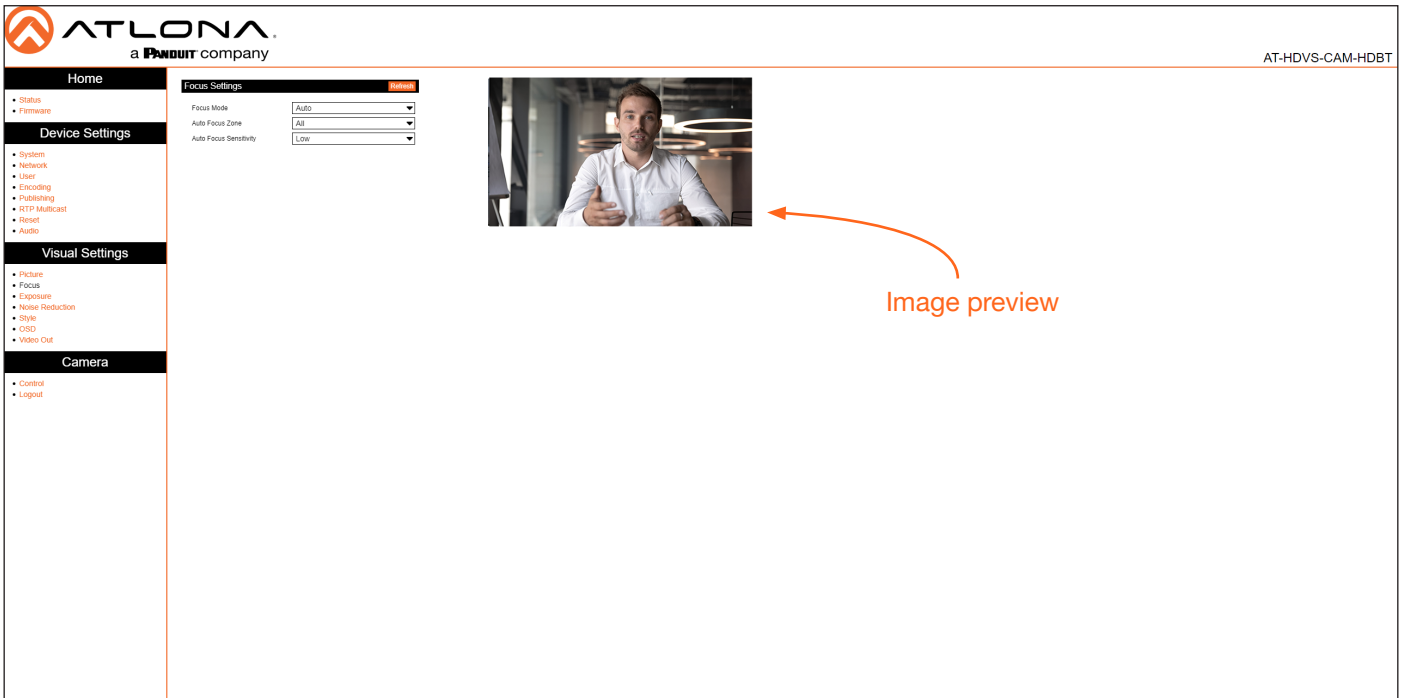 ATLONA.
a PANDUIT company
AT-HDVS-CAM-HDBT
Home
• Status
• Firmware
Device Settings
• System
• Network
• User
• Encoding
• Publishing
• RTP Multicast
• Reset
• Audio
Visual Settings
• Picture
• Focus
• Exposure
• Noise Reduction
• Style
• OSD
• Video Out
Camera
• Control
• Logout
Focus Settings Refresh
Focus Mode Auto
Auto Focus Zone All
Auto Focus Sensitivity Low
Image preview